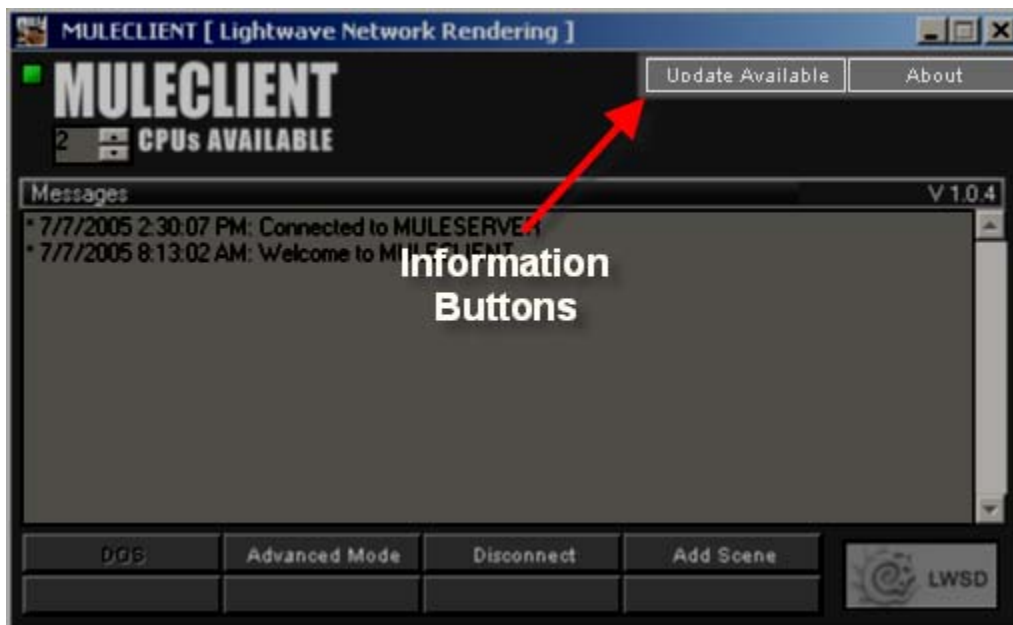 MULECLIENT [ Lightwave Network Rendering ]
MULECLIENT
Update Available
About
2 CPUs AVAILABLE
Messages
V 1.0.4
* 7/7/2005 2:30:07 PM: Connected to MULESERVER
* 7/7/2005 8:13:02 AM: Welcome to MULECLIENT
Information
Buttons
DOS
Advanced Mode
Disconnect
Add Scene
LWSD